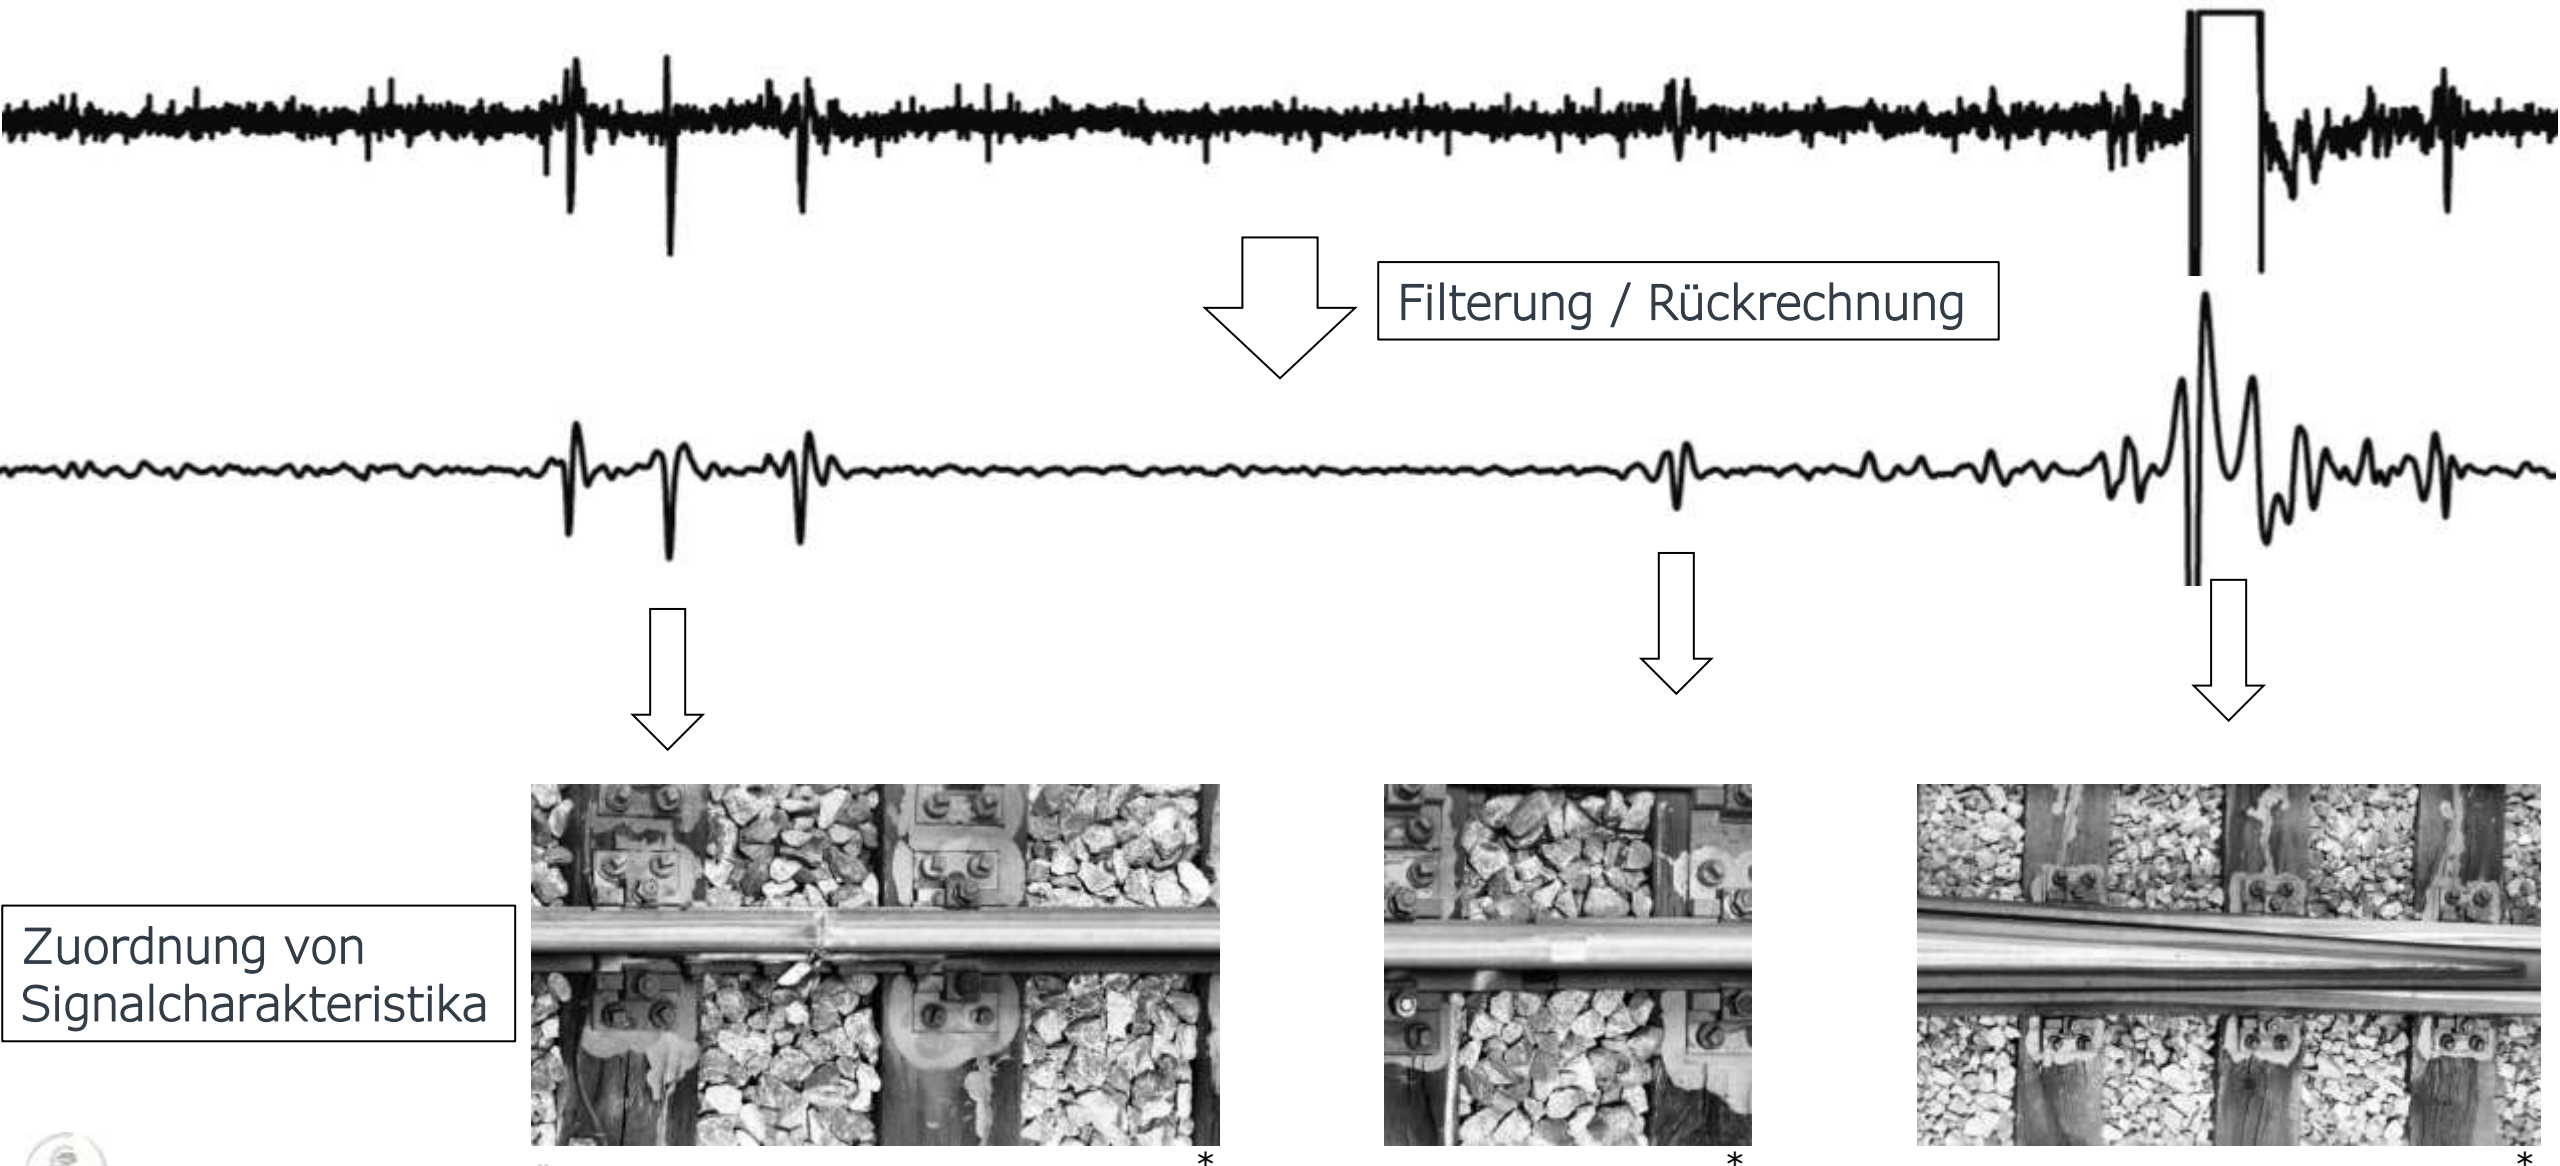 Filterung / Rückrechnung
Zuordnung von
Signalcharakteristika
*
*
*